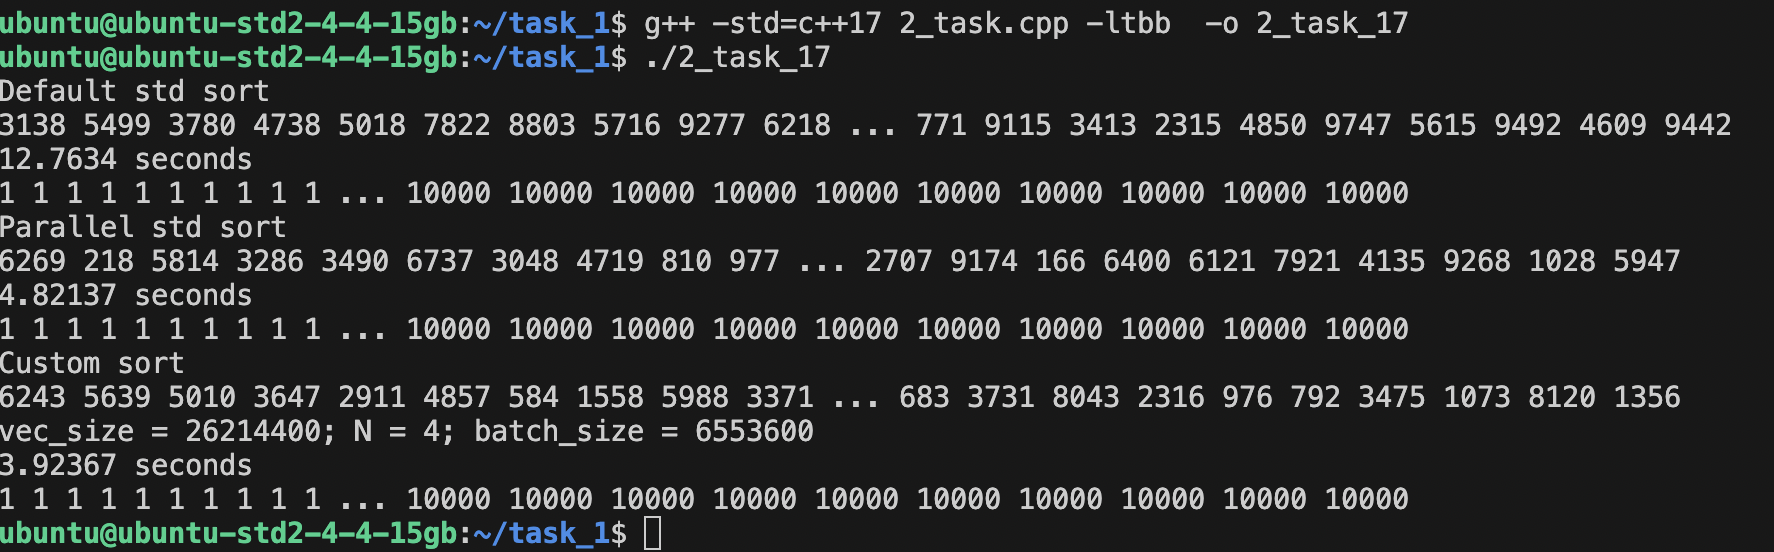 ubuntu@ubuntu-std2-4-4-15gb:~/task_1$ g++ -std=c++17 2_task.cpp -ltbb  -o 2_task_17
ubuntu@ubuntu-std2-4-4-15gb:~/task_1$ ./2_task_17
Default std sort
3138 5499 3780 4738 5018 7822 8803 5716 9277 6218 ... 771 9115 3413 2315 4850 9747 5615 9492 4609 9442
12.7634 seconds
1 1 1 1 1 1 1 1 1 1 ... 10000 10000 10000 10000 10000 10000 10000 10000 10000 10000
Parallel std sort
6269 218 5814 3286 3490 6737 3048 4719 810 977 ... 2707 9174 166 6400 6121 7921 4135 9268 1028 5947
4.82137 seconds
1 1 1 1 1 1 1 1 1 1 ... 10000 10000 10000 10000 10000 10000 10000 10000 10000 10000
Custom sort
6243 5639 5010 3647 2911 4857 584 1558 5988 3371 ... 683 3731 8043 2316 976 792 3475 1073 8120 1356
vec_size = 26214400; N = 4; batch_size = 6553600
3.92367 seconds
1 1 1 1 1 1 1 1 1 1 ... 10000 10000 10000 10000 10000 10000 10000 10000 10000 10000
ubuntu@ubuntu-std2-4-4-15gb:~/task_1$